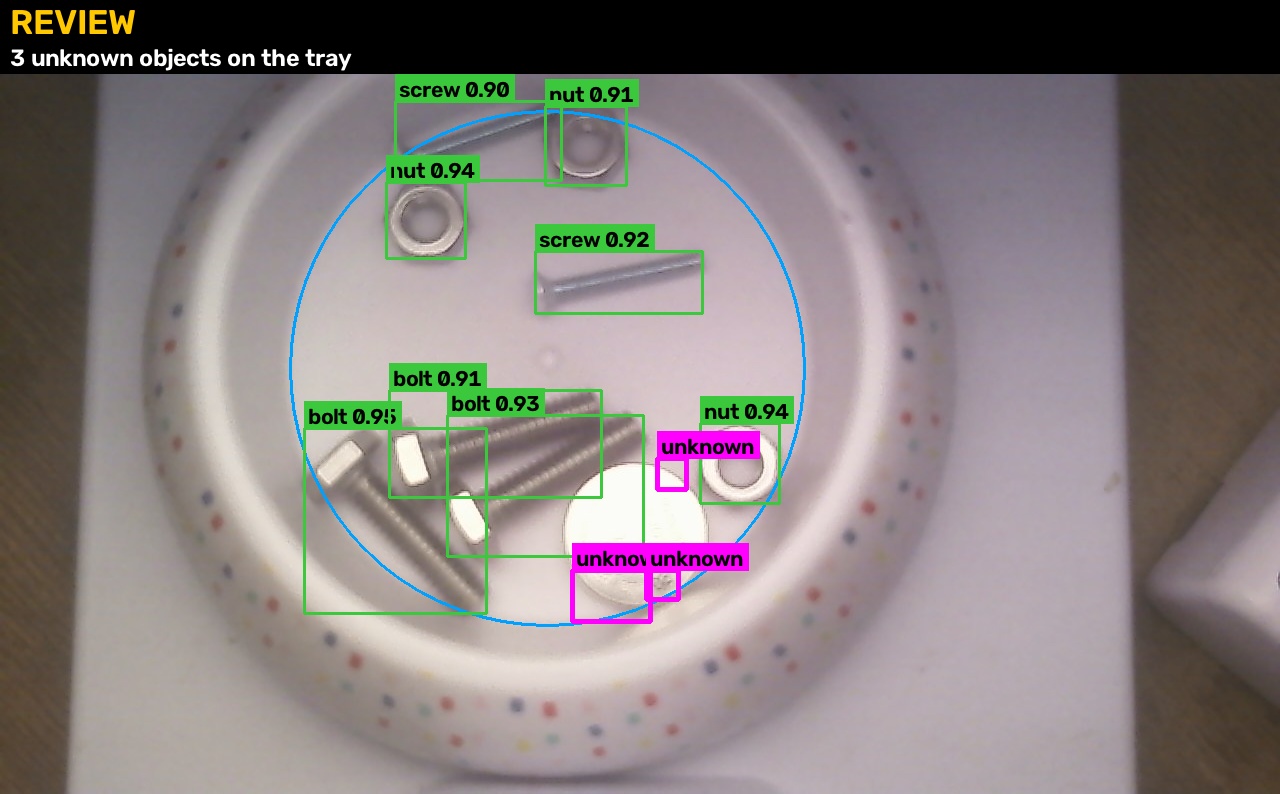 REVIEW
3 unknown objects on the tray
screw 0.90
nut 0.91
nut 0.94
screw 0.92
bolt 0.91
bolt 0.93
bolt 0.95
nut 0.94
unknown
unknow
unknown